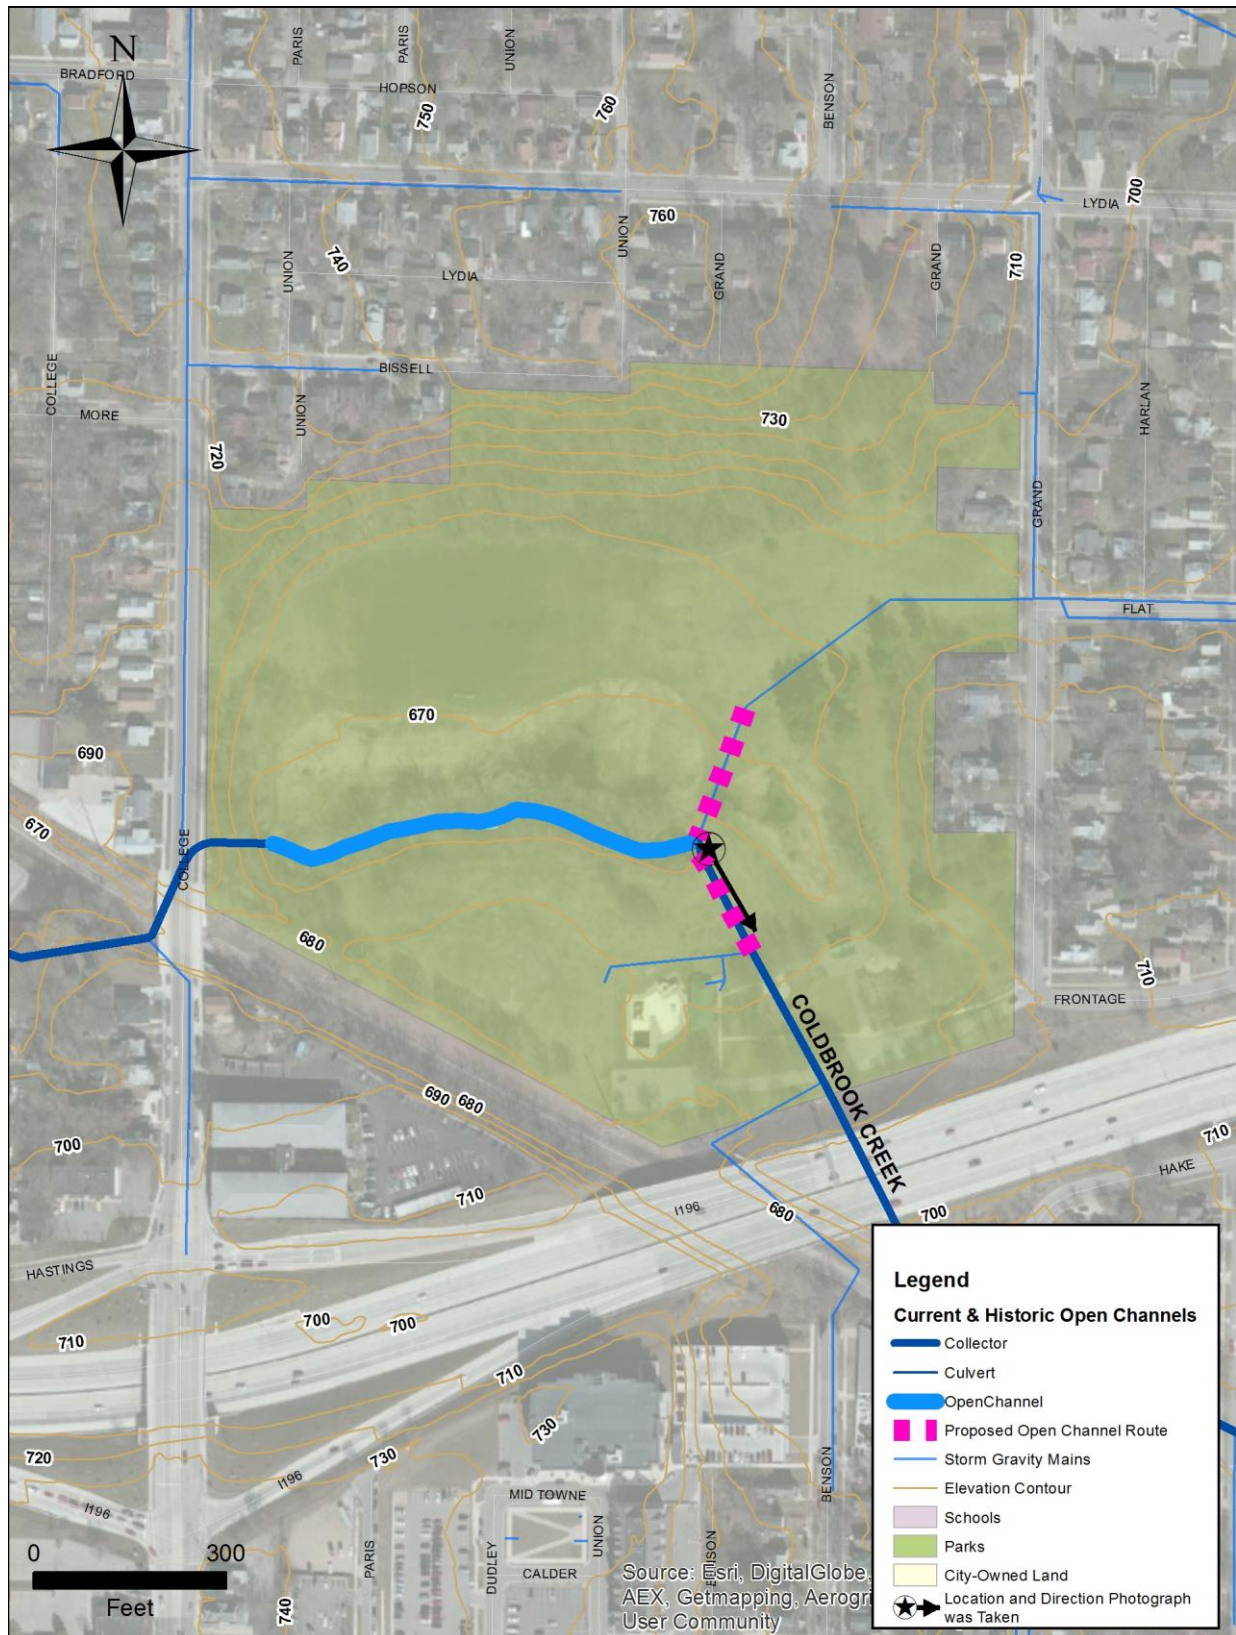 N
BRADFORD
PARIS
PARIS
UNION
HOPSON
750
760
BENSON
LYDIA
700
760
UNION
UNION
740
LYDIA
GRAND
GRAND
710
BISSELL
COLLEGE
MORE
UNION
720
730
HARLAN
GRAND
FLAT
670
690
670
COLLEGE
680
710
FRONTAGE
COLDBROOK CREEK
690
680
700
710
HAKE
710
I196
680
700
HASTINGS
700
700
710
710
730
720
730
I196
I196
BENSON
MID TOWNE
UNION
DUDLEY
PARIS
CALDER
740
0 300
Feet
Source: Esri, DigitalGlobe,
AEX, Getmapping, Aerogri
User Community
Legend
Current & Historic Open Channels
Collector
Culvert
OpenChannel
Proposed Open Channel Route
Storm Gravity Mains
Elevation Contour
Schools
Parks
City-Owned Land
Location and Direction Photograph
was Taken